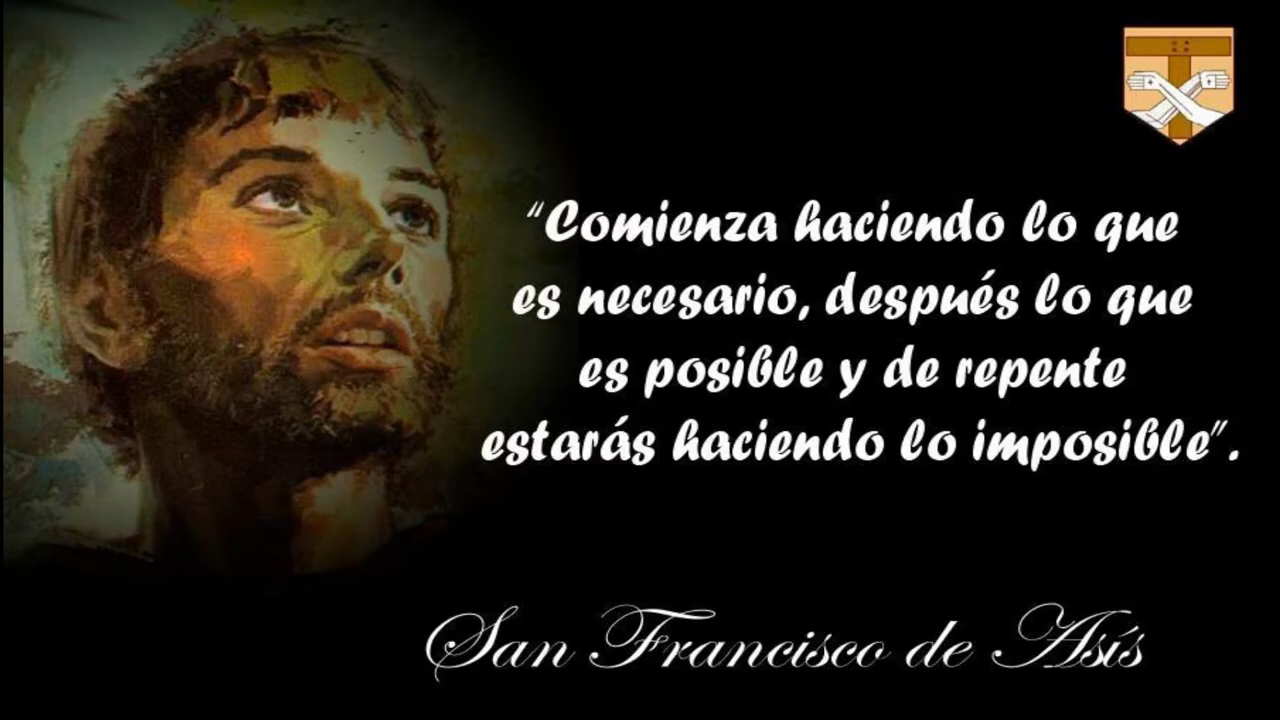 “Comienza haciendo lo que
es necesario, después lo que
es posible y de repente
estarás haciendo lo imposible”.
San Francisco de Asís